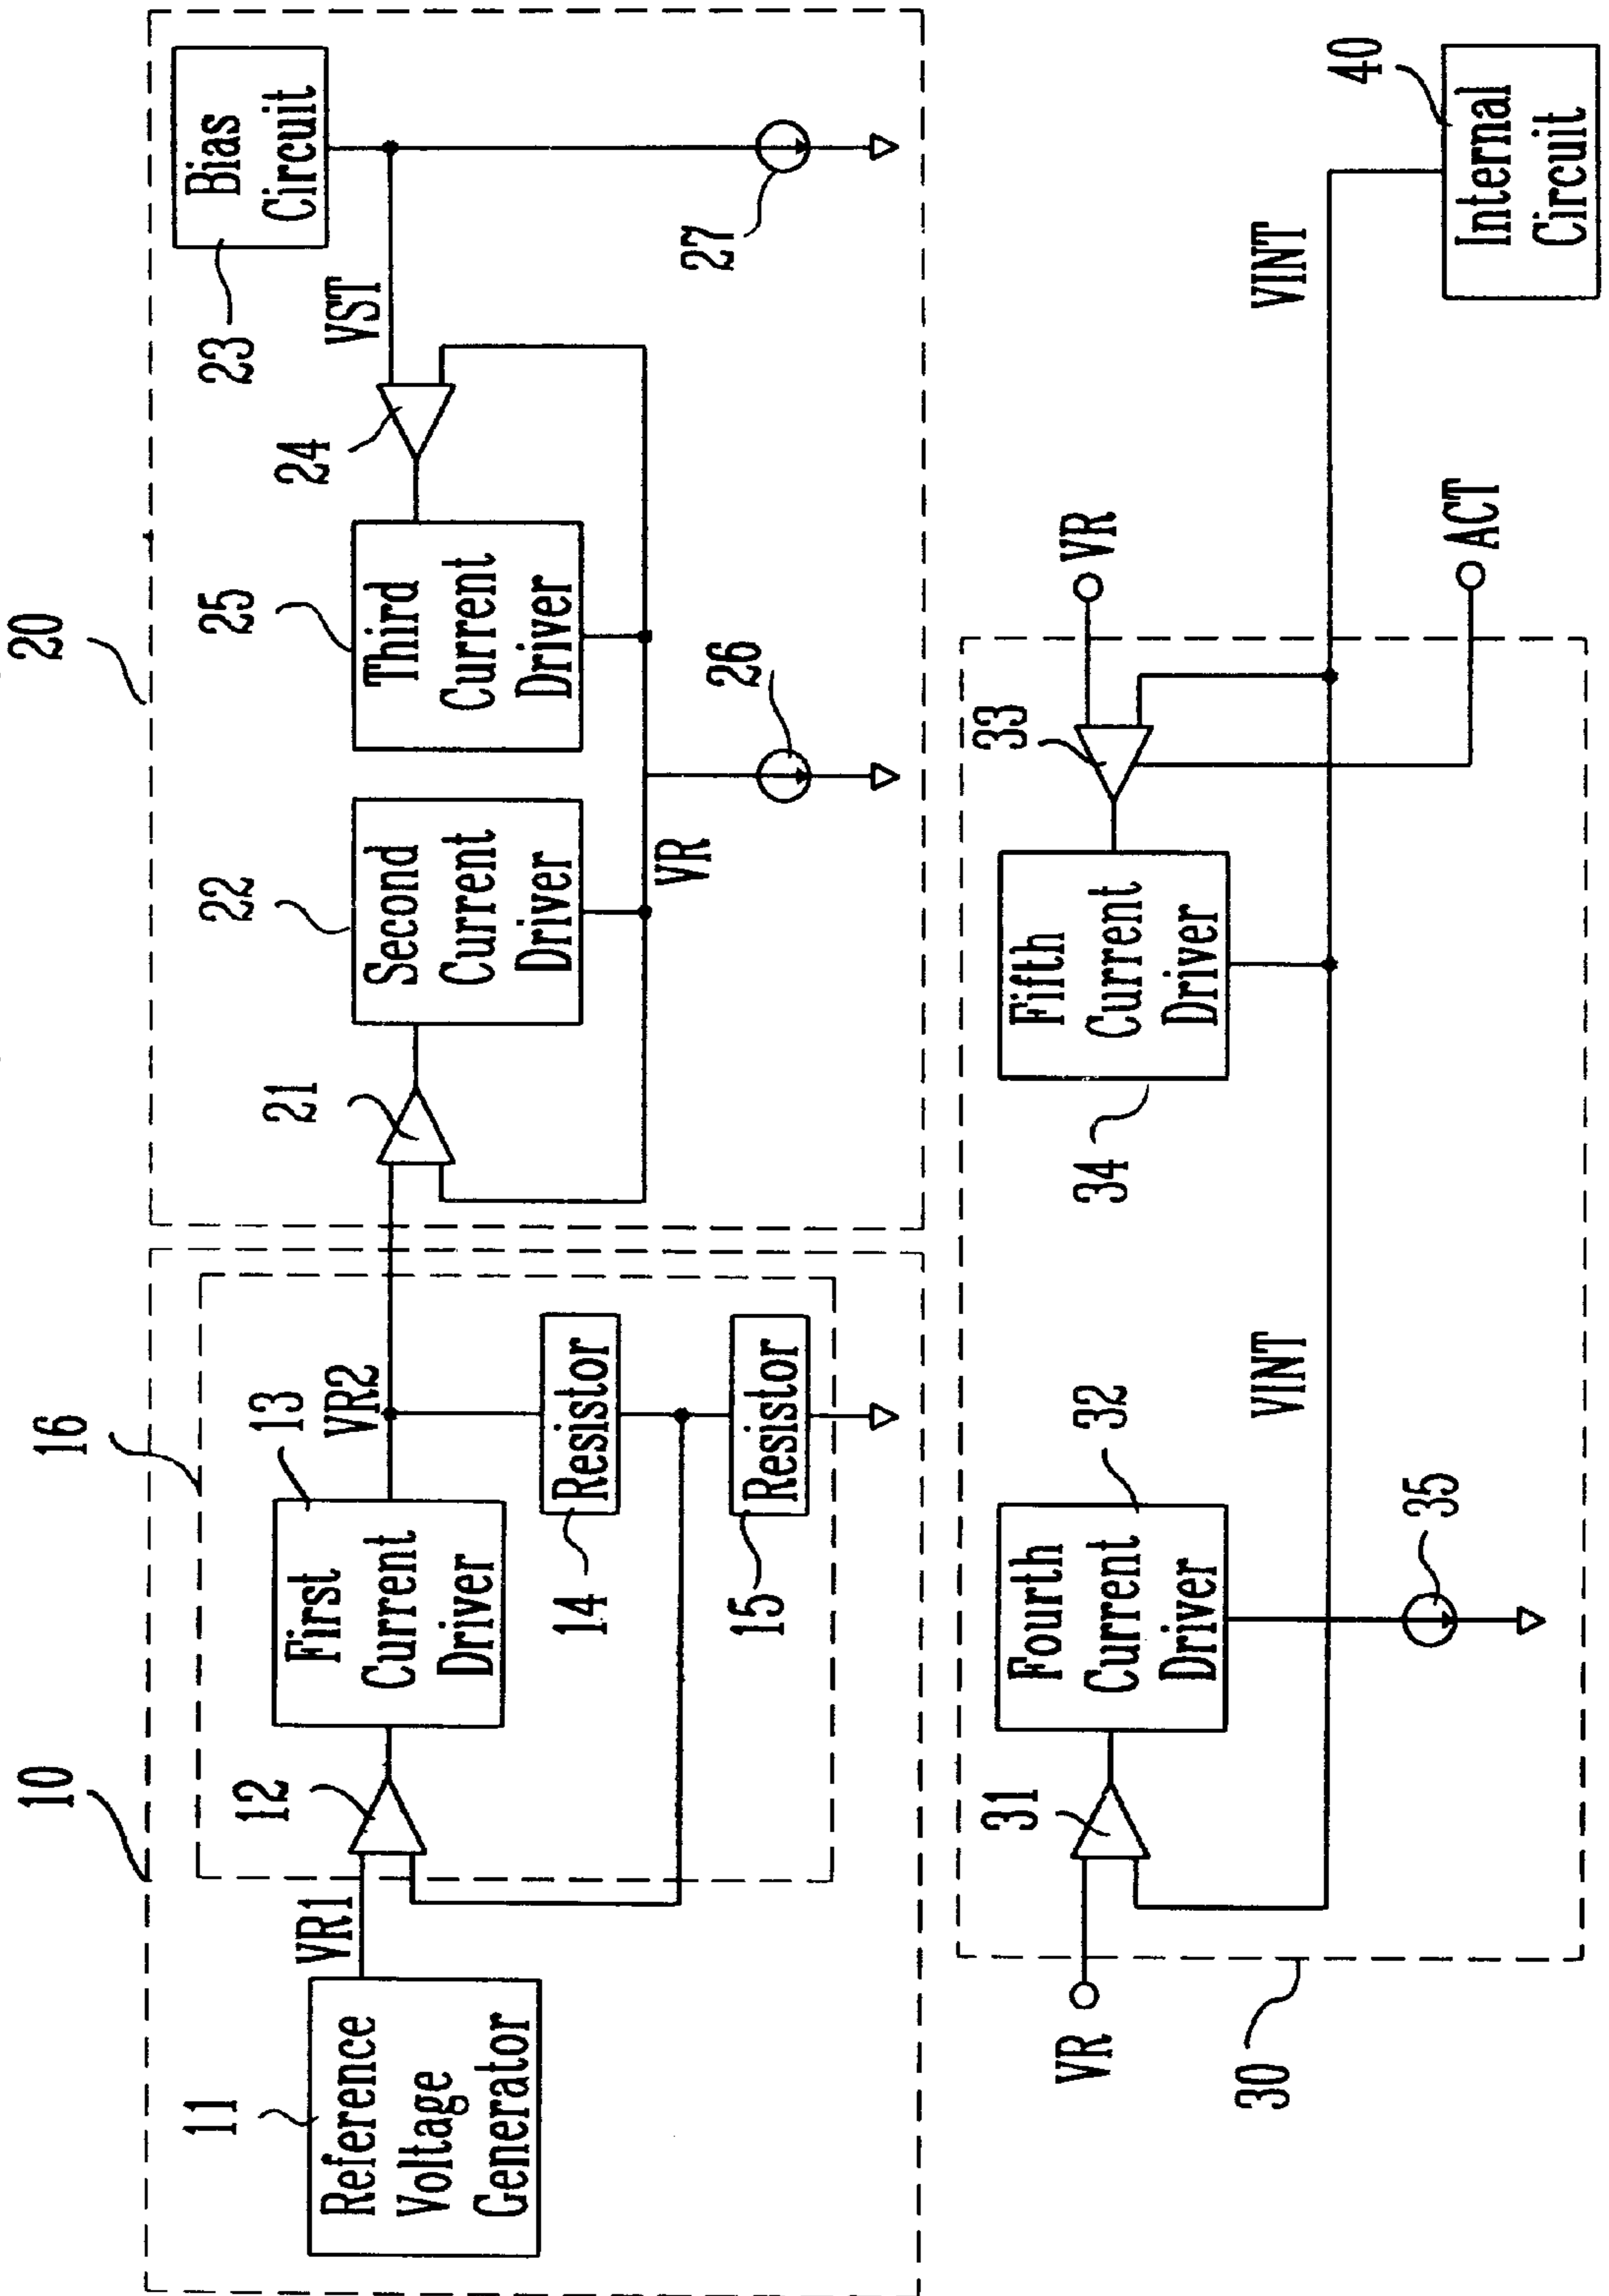 10
16
20
11
Reference
Voltage
Generator
VR1
12
13
First
Current
Driver
VR2
14
Resistor
15
Resistor
21
22
Second
Current
Driver
VR
25
Third
Current
Driver
24
VST
23
Bias
Circuit
26
27
VR
31
32
Fourth
Current
Driver
35
VINT
34
Fifth
Current
Driver
33
VR
ACT
VINT
40
Internal
Circuit
30